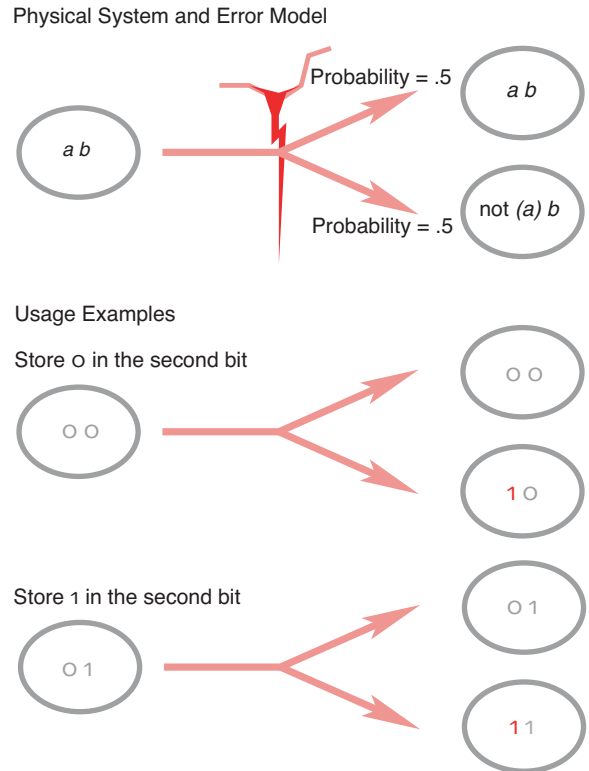 Physical System and Error Model
Probability = .5
a b
a b
not (a) b
Probability = .5
Usage Examples
Store 0 in the second bit
0 0
0 0
1 0
Store 1 in the second bit
0 1
0 1
1 1